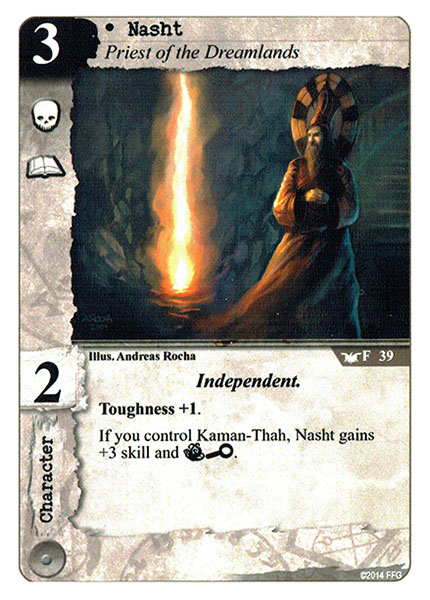 3
• Nasht
Priest of the Dreamlands
Illus. Andreas Rocha
F 39
2
Independent.
Toughness +1.
If you control Kaman-Thah, Nasht gains
+3 skill and .
Character
©2014 FFG